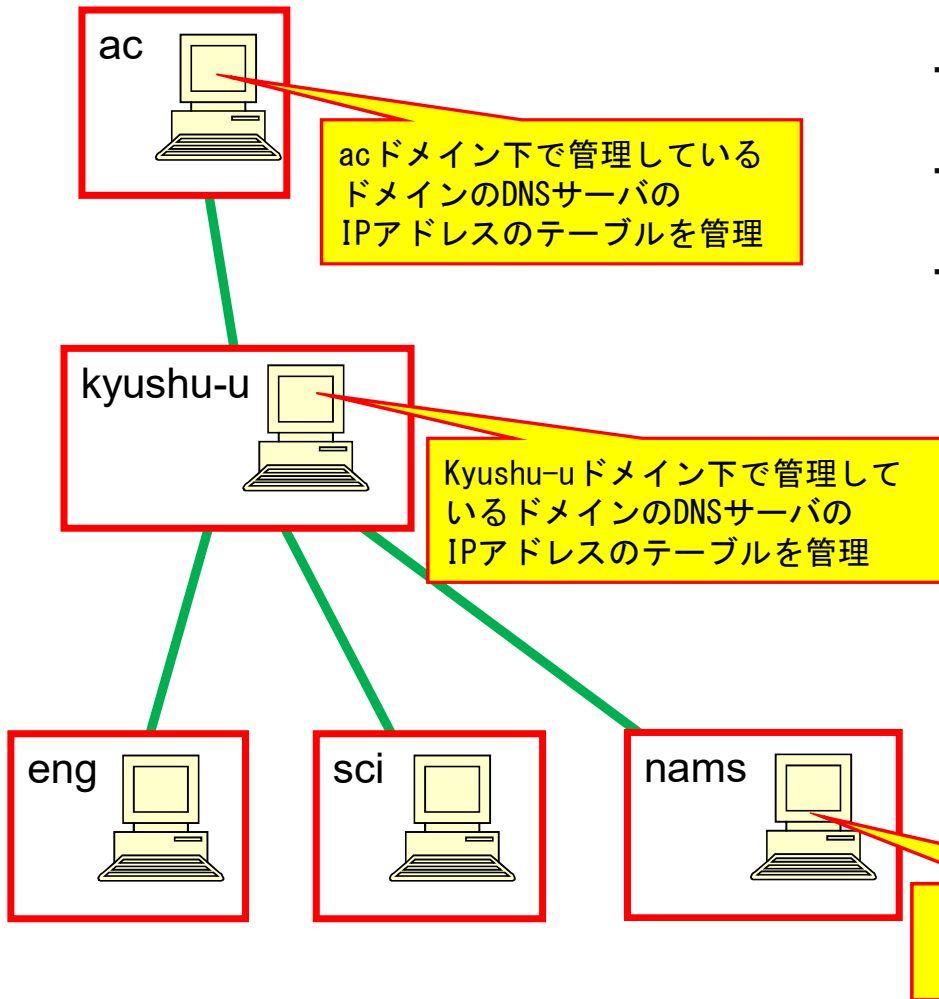 ac
acドメイン下で管理している
ドメインのDNSサーバの
IPアドレスのテーブルを管理
kyushu-u
Kyushu-uドメイン下で管理して
いるドメインのDNSサーバの
IPアドレスのテーブルを管理
eng
sci
nams